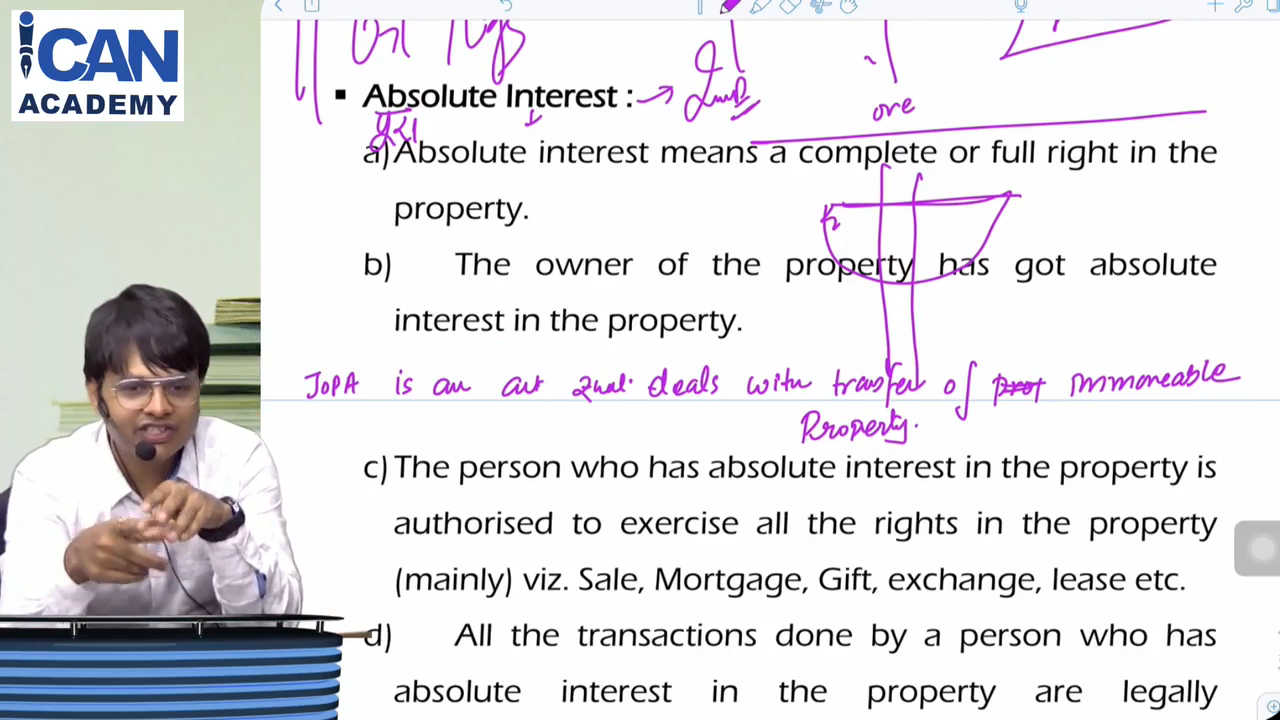 iCAN
ACADEMY
▪ Absolute Interest :
ore
a) Absolute interest means a complete or full right in the
property.
b) The owner of the property has got absolute
interest in the property.
ToPA is an deals with transfer of Immoveable
Property.
c) The person who has absolute interest in the property is
authorised to exercise all the rights in the property
(mainly) viz. Sale, Mortgage, Gift, exchange, lease etc.
d) All the transactions done by a person who has
absolute interest in the property are legally